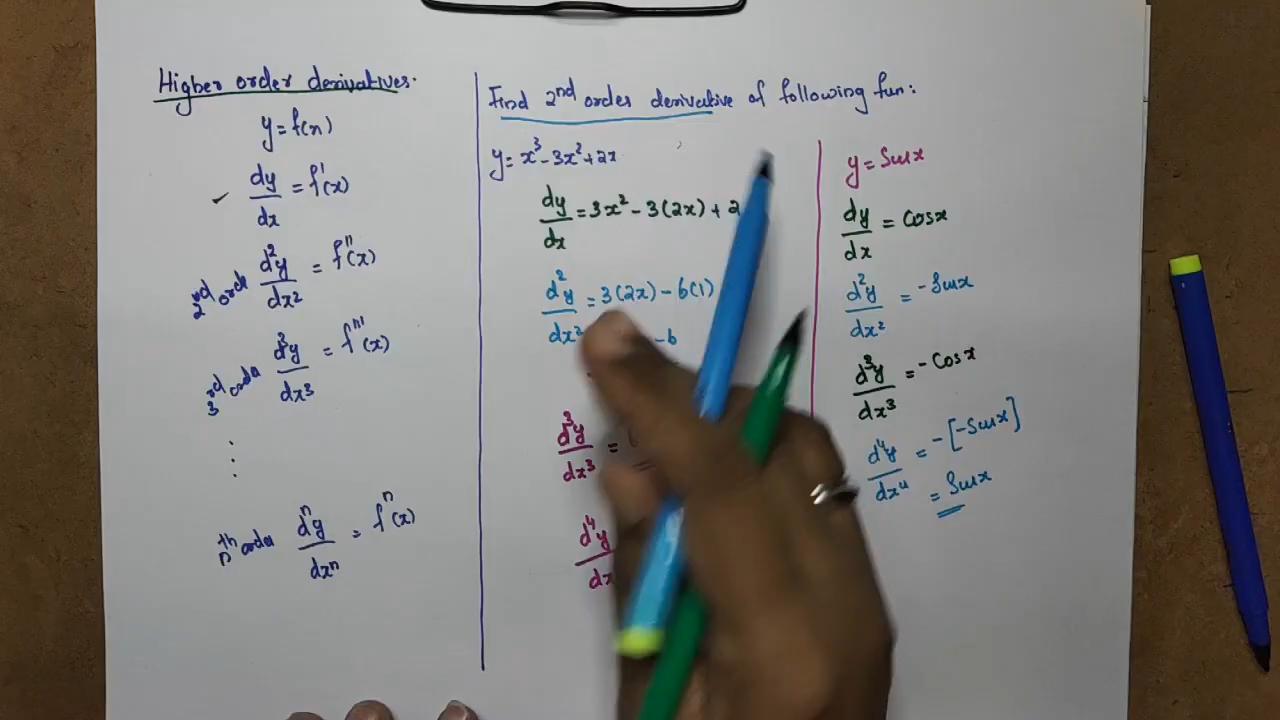 Higher order derivatives.
y = f(x)
dy/dx = f'(x)
2nd order d²y/dx² = f''(x)
3rd order d³y/dx³ = f'''(x)
⋮
nth order dⁿy/dxⁿ = fⁿ(x)
Find 2nd order derivative of following fun:
y = x³ - 3x² + 2x
dy/dx = 3x² - 3(2x) + 2
d²y/dx² = 3(2x) - 6(1)
- 6
d³y/dx³ =
d⁴y
y = Sinx
dy/dx = Cosx
d²y/dx² = -Sinx
d³y/dx³ = -Cosx
d⁴y/dx⁴ = -[-Sinx]
= Sinx